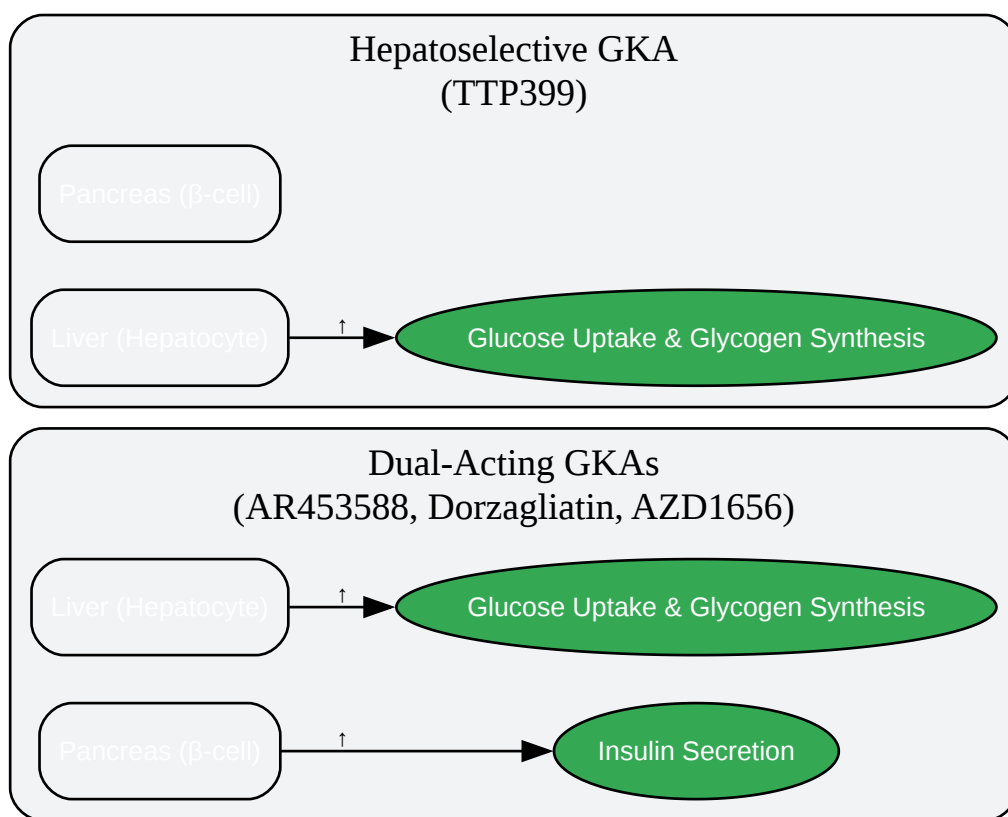 Hepatoselective GKA
(TTP399)
Pancreas (β-cell)
Liver (Hepatocyte)
↑
Glucose Uptake & Glycogen Synthesis
Dual-Acting GKAs
(AR453588, Dorzagliatin, AZD1656)
Liver (Hepatocyte)
↑
Glucose Uptake & Glycogen Synthesis
Pancreas (β-cell)
↑
Insulin Secretion